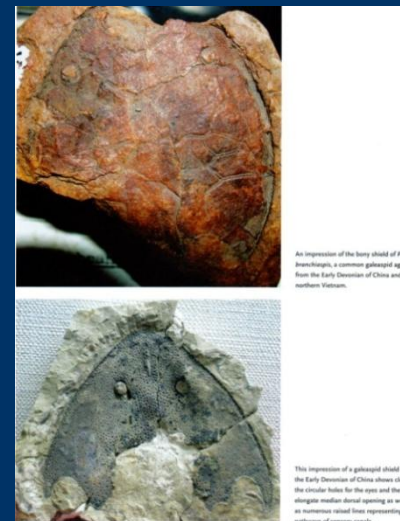 An impression of the bony shield of P
branchiaspis, a common galeaspid ag
from the Early Devonian of China and
northern Vietnam.
This impression of a galeaspid shield
the Early Devonian of China shows cl
the circular holes for the eyes and the
elongate median dorsal opening as w
as numerous raised lines representing